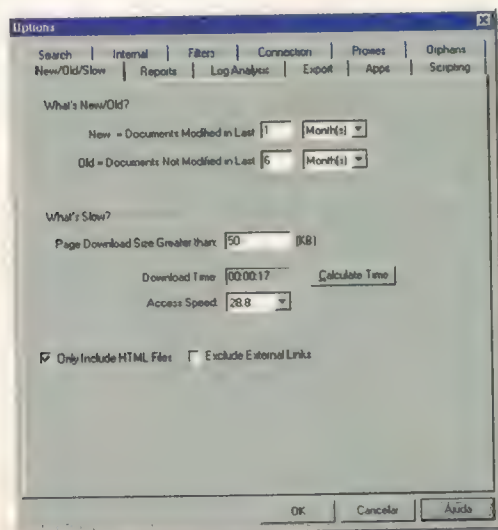 Options
Search Internal Filters Connection Proxies Orphans
New/Old/Slow Reports Log Analysis Export Apps Scripting
What's New/Old?
New = Documents Modified in Last 1 Month(s)
Old = Documents Not Modified in Last 6 Month(s)
What's Slow?
Page Download Size Greater than: 50 (KB)
Download Time: 00:00:17 Calculate Time
Access Speed: 28.8
Only Include HTML Files Exclude External Links
OK Cancelar Ajuda